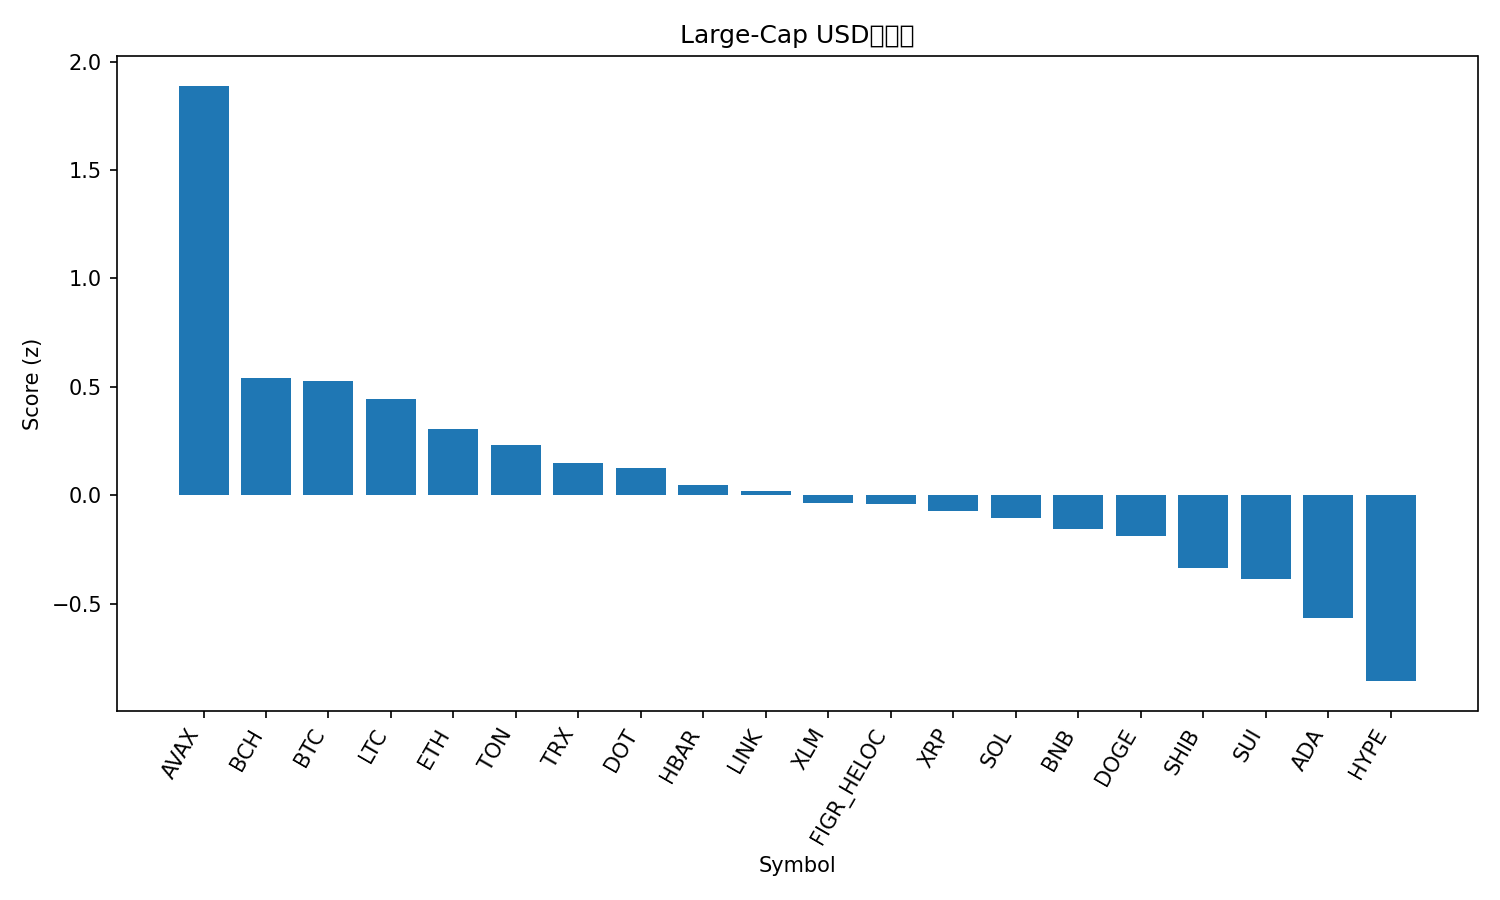 Large-Cap USD
2.0
1.5
1.0
0.5
0.0
−0.5
Score (z)
AVAX
BCH
BTC
LTC
ETH
TON
TRX
DOT
HBAR
LINK
XLM
FIGR_HELOC
XRP
SOL
BNB
DOGE
SHIB
SUI
ADA
HYPE
Symbol